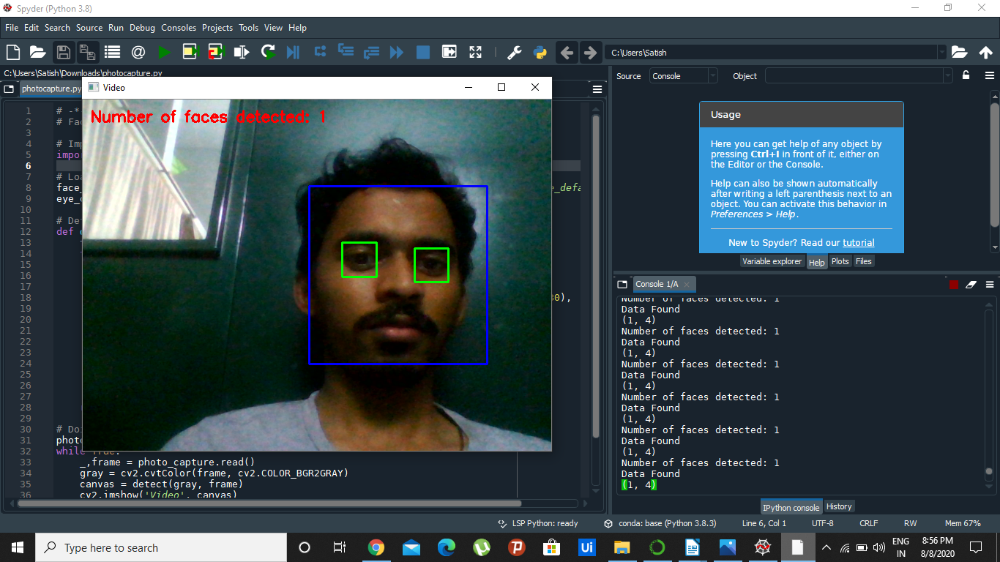 Spyder (Python 3.8)
File Edit Search Source Run Debug Consoles Projects Tools View Help
C:\Users\Satish
C:\Users\Satish\Downloads\photocapture.py
photocapture.py
Video
Number of faces detected: 1
1 # -*
2 # Fac
3
4 # Imp
5 impor
6
7 # Loa
8 face_ e_defa
9 eye_c
10
11 # De
12 def
13
14
15
16
17
18 30),
19
20
21
22
23
24
25
26
27
28
29
30 # Doi
31 phot
32 while True:
33 _,frame = photo_capture.read()
34 gray = cv2.cvtColor(frame, cv2.COLOR_BGR2GRAY)
35 canvas = detect(gray, frame)
36 cv2.imshow('Video', canvas)
Source Console Object
Usage
Here you can get help of any object by
pressing Ctrl+I in front of it, either on
the Editor or the Console.
Help can also be shown automatically
after writing a left parenthesis next to an
object. You can activate this behavior in
Preferences > Help.
New to Spyder? Read our tutorial
Variable explorer Help Plots Files
Console 1/A
Number of faces detected: 1
Data Found
(1, 4)
Number of faces detected: 1
Data Found
(1, 4)
Number of faces detected: 1
Data Found
(1, 4)
Number of faces detected: 1
Data Found
(1, 4)
Number of faces detected: 1
Data Found
(1, 4)
Number of faces detected: 1
Data Found
(1, 4)
IPython console History
LSP Python: ready conda: base (Python 3.8.3) Line 6, Col 1 UTF-8 CRLF RW Mem 67%
Type here to search
Ui
ENG
IN
8:56 PM
8/8/2020